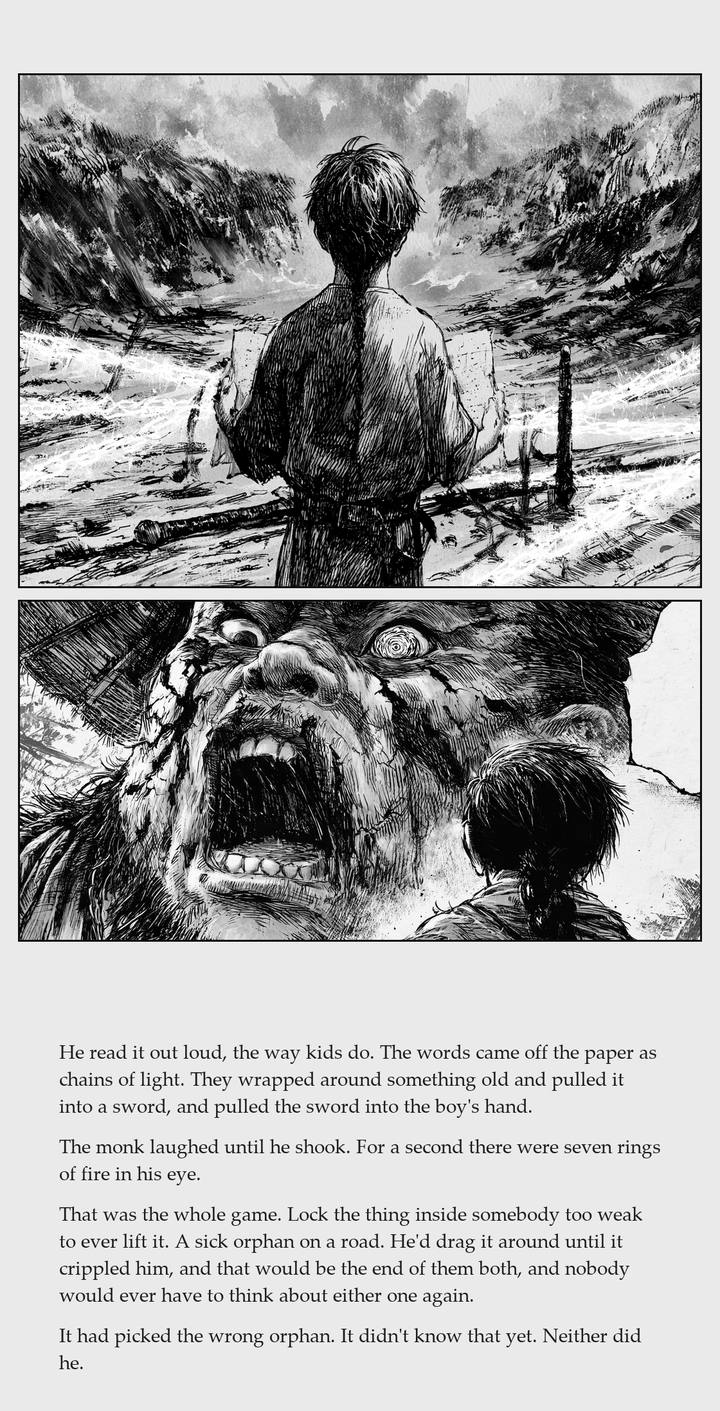 He read it out loud, the way kids do. The words came off the paper as
chains of light. They wrapped around something old and pulled it
into a sword, and pulled the sword into the boy's hand.
The monk laughed until he shook. For a second there were seven rings
of fire in his eye.
That was the whole game. Lock the thing inside somebody too weak
to ever lift it. A sick orphan on a road. He'd drag it around until it
crippled him, and that would be the end of them both, and nobody
would ever have to think about either one again.
It had picked the wrong orphan. It didn't know that yet. Neither did
he.